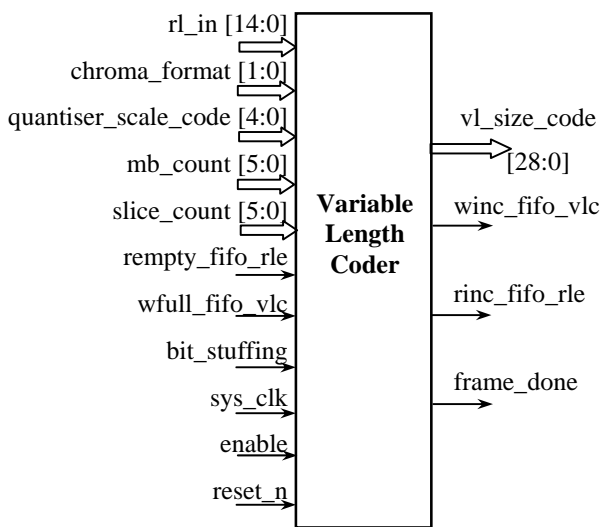 rl_in [14:0]
chroma_format [1:0]
quantiser_scale_code [4:0]
mb_count [5:0]
slice_count [5:0]
rempty_fifo_rle
wfull_fifo_vlc
bit_stuffing
sys_clk
enable
reset_n
Variable
Length
Coder
vl_size_code
[28:0]
winc_fifo_vlc
rinc_fifo_rle
frame_done